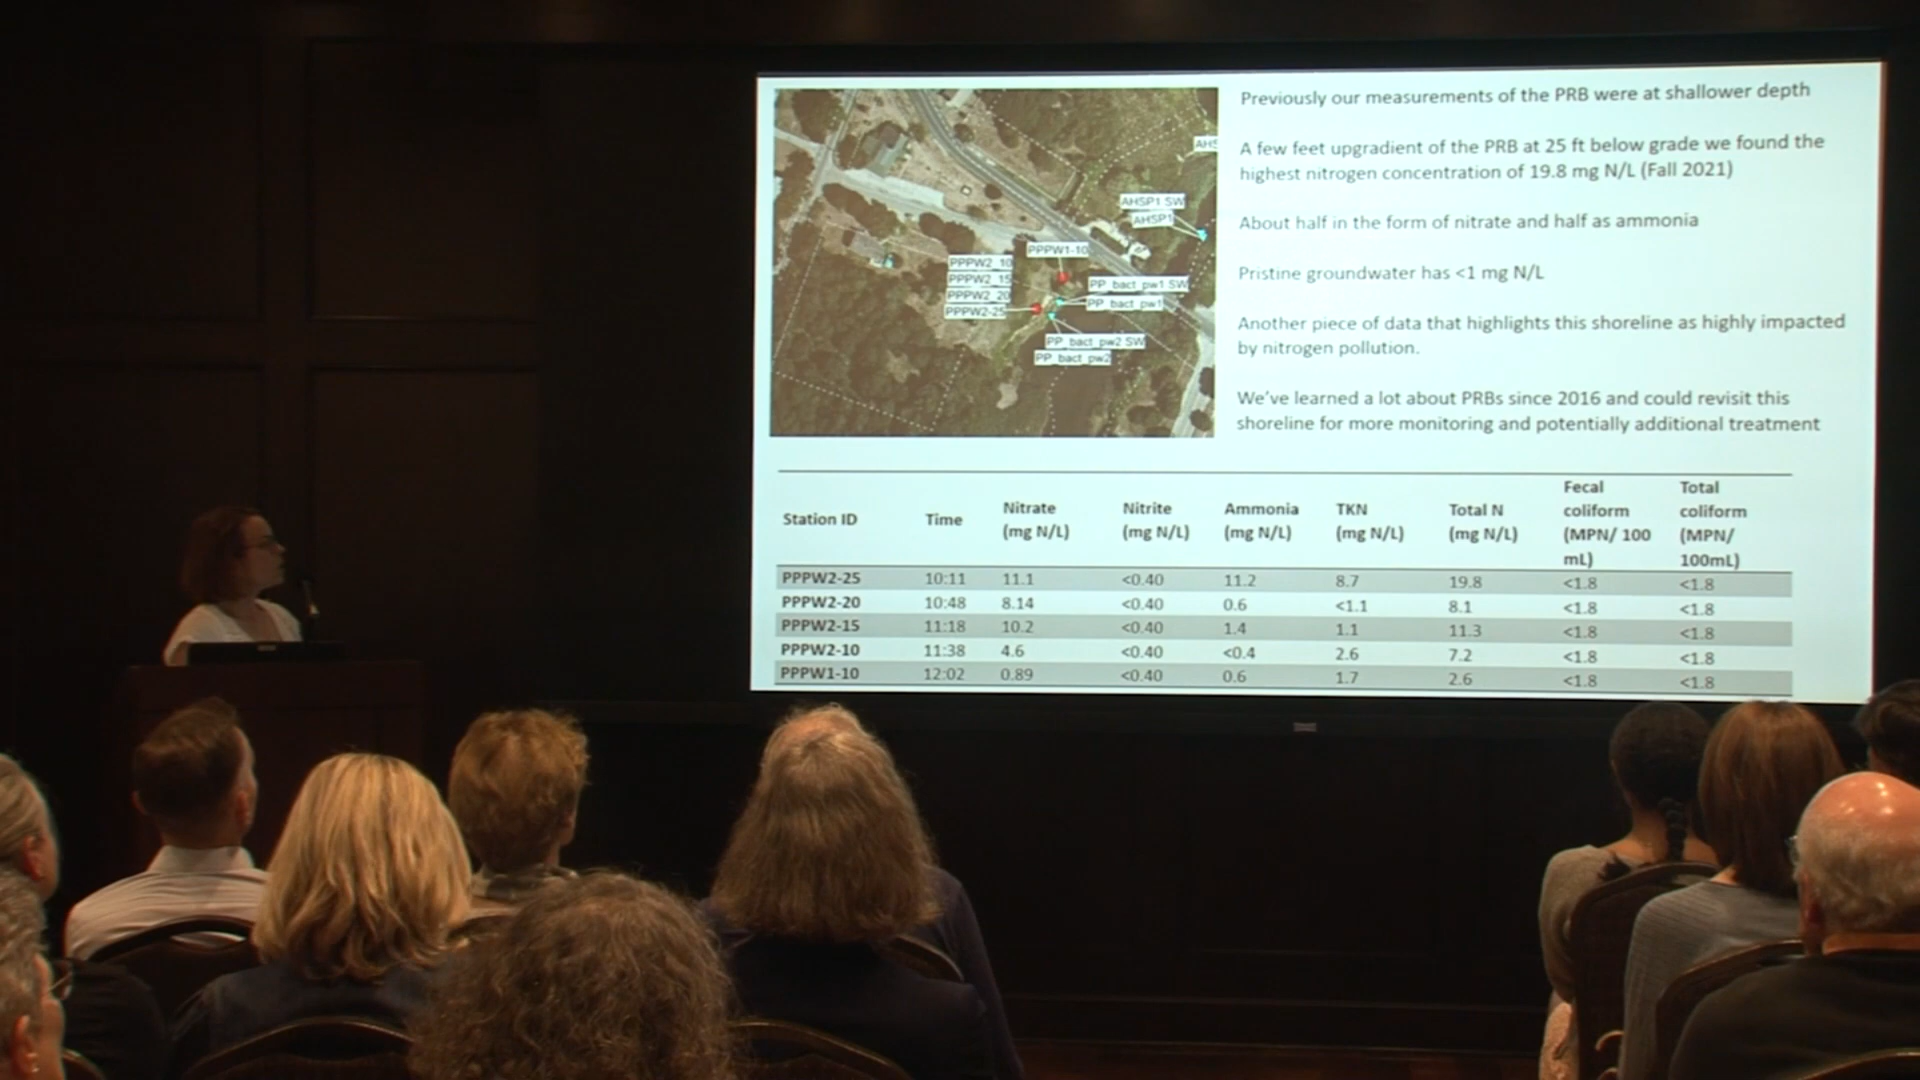 Previously our measurements of the PRB were at shallower depth
A few feet upgradient of the PRB at 25 ft below grade we found the
highest nitrogen concentration of 19.8 mg N/L (Fall 2021)
About half in the form of nitrate and half as ammonia
Pristine groundwater has <1 mg N/L
Another piece of data that highlights this shoreline as highly impacted
by nitrogen pollution.
We've learned a lot about PRBs since 2016 and could revisit this
shoreline for more monitoring and potentially additional treatment
AHSP1 SW
AHSP1
PPPW1-10
PPPW2_10
PPPW2_15
PPPW2_20
PPPW2-25
PP_bact_pw1 SW
PP_bact_pw1
PP_bact_pw2 SW
PP_bact_pw2
Station ID Time Nitrate (mg N/L) Nitrite (mg N/L) Ammonia (mg N/L) TKN (mg N/L) Total N (mg N/L) Fecal coliform (MPN/ 100 mL) Total coliform (MPN/ 100mL)
PPPW2-25 10:11 11.1 <0.40 11.2 8.7 19.8 <1.8 <1.8
PPPW2-20 10:48 8.14 <0.40 0.6 <1.1 8.1 <1.8 <1.8
PPPW2-15 11:18 10.2 <0.40 1.4 1.1 11.3 <1.8 <1.8
PPPW2-10 11:38 4.6 <0.40 <0.4 2.6 7.2 <1.8 <1.8
PPPW1-10 12:02 0.89 <0.40 0.6 1.7 2.6 <1.8 <1.8